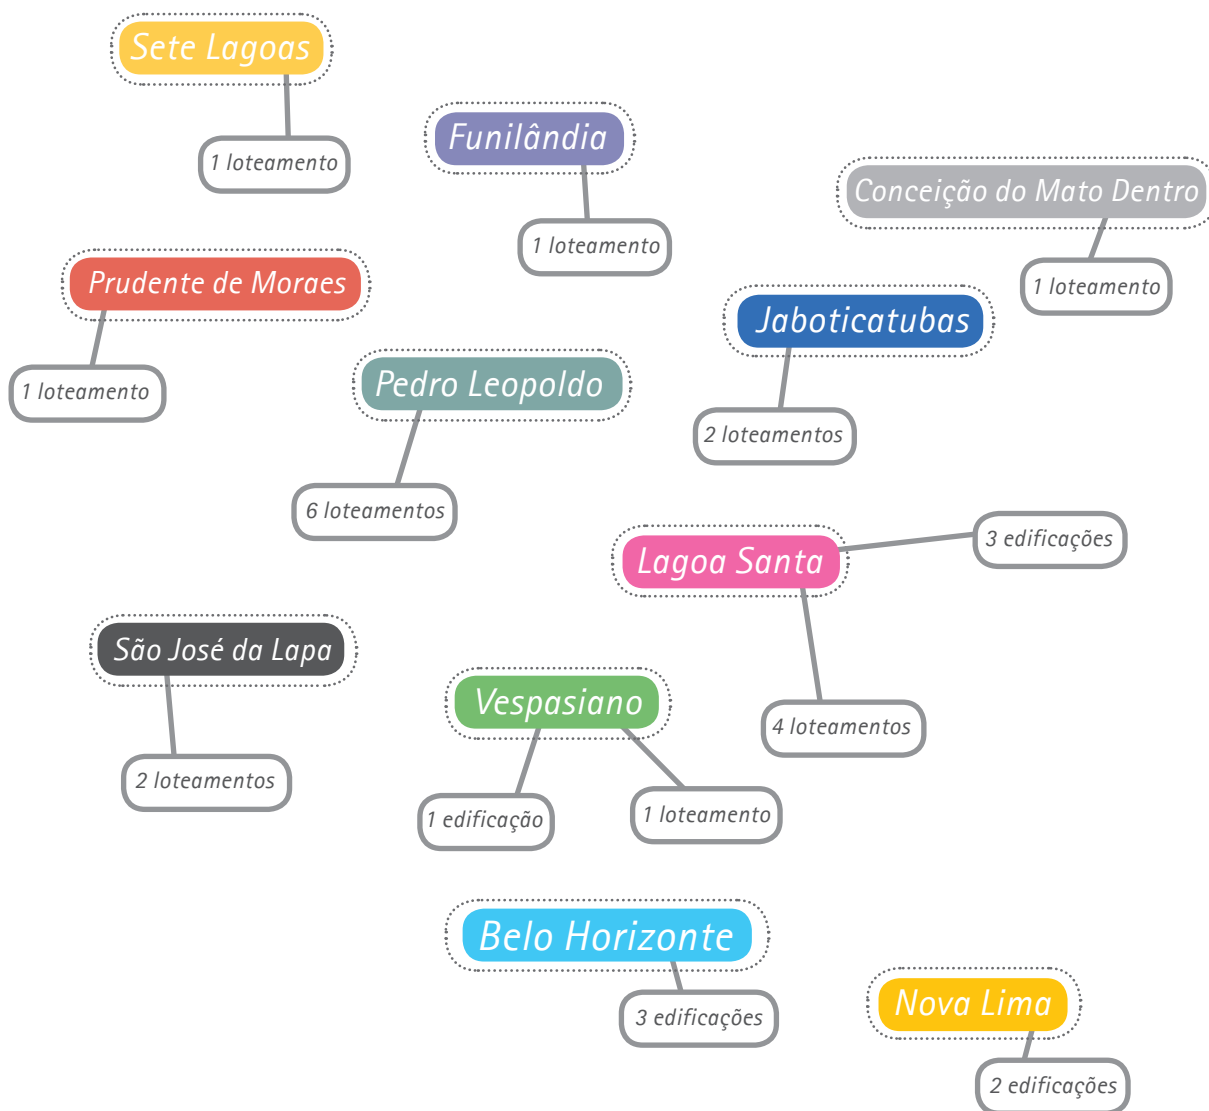 Sete Lagoas
1 loteamento
Funilândia
1 loteamento
Conceição do Mato Dentro
1 loteamento
Prudente de Moraes
1 loteamento
Jaboticatubas
2 loteamentos
Pedro Leopoldo
6 loteamentos
Lagoa Santa
3 edificações
4 loteamentos
São José da Lapa
2 loteamentos
Vespasiano
1 edificação
1 loteamento
Belo Horizonte
3 edificações
Nova Lima
2 edificações